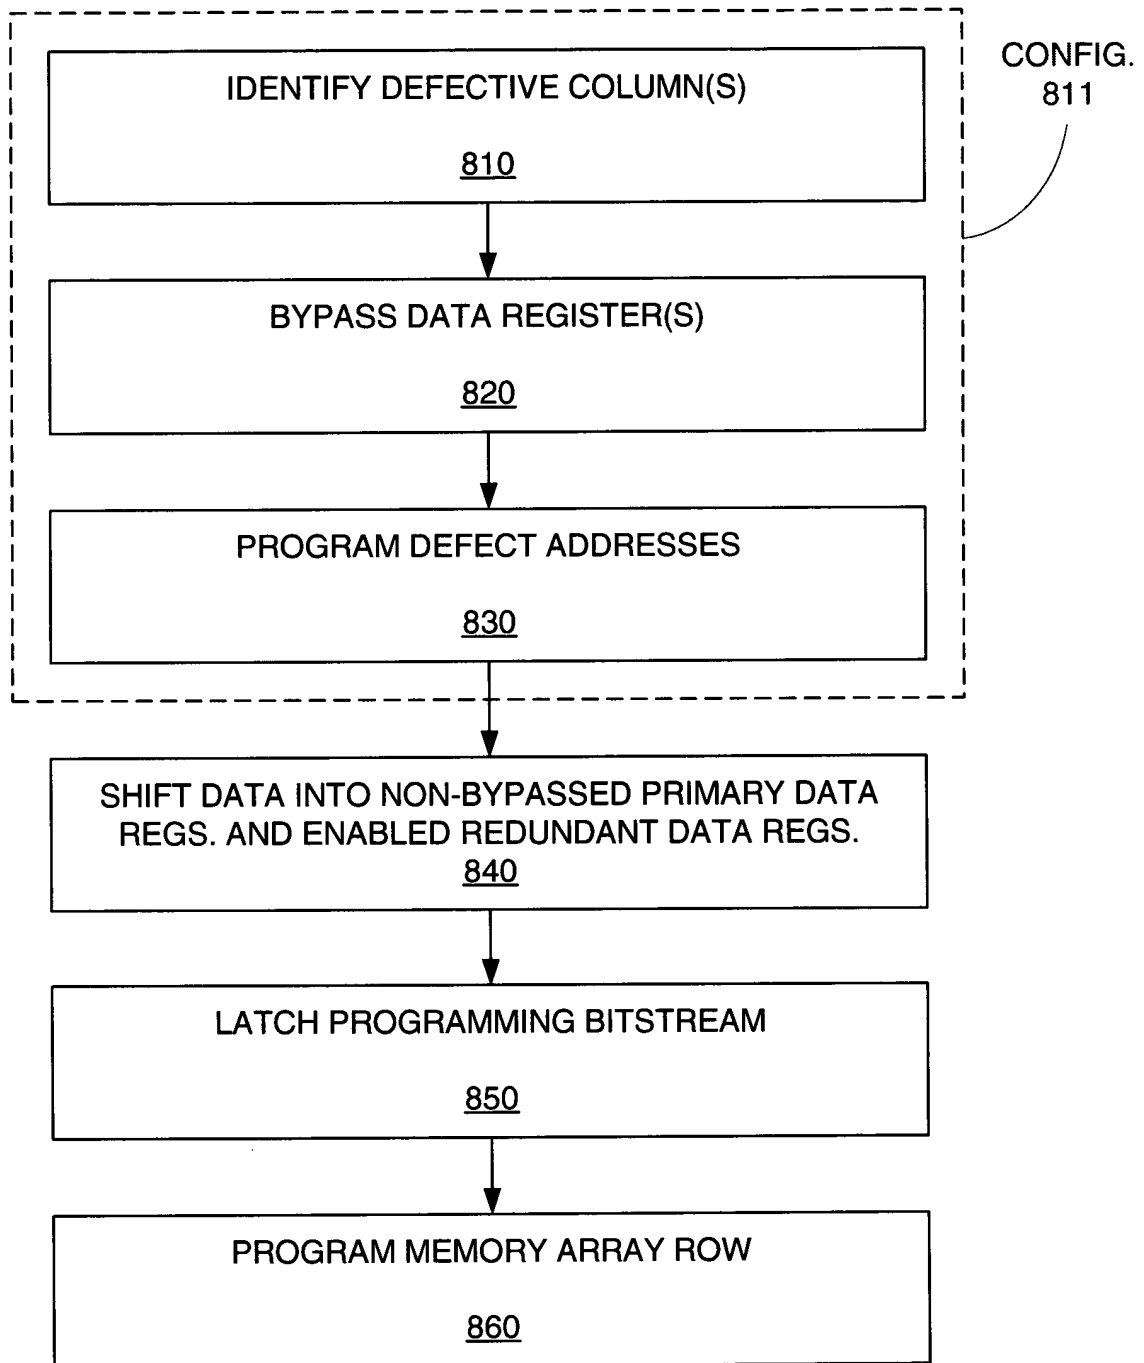 CONFIG.
811
IDENTIFY DEFECTIVE COLUMN(S)
810
BYPASS DATA REGISTER(S)
820
PROGRAM DEFECT ADDRESSES
830
SHIFT DATA INTO NON-BYPASSED PRIMARY DATA
REGS. AND ENABLED REDUNDANT DATA REGS.
840
LATCH PROGRAMMING BITSTREAM
850
PROGRAM MEMORY ARRAY ROW
860